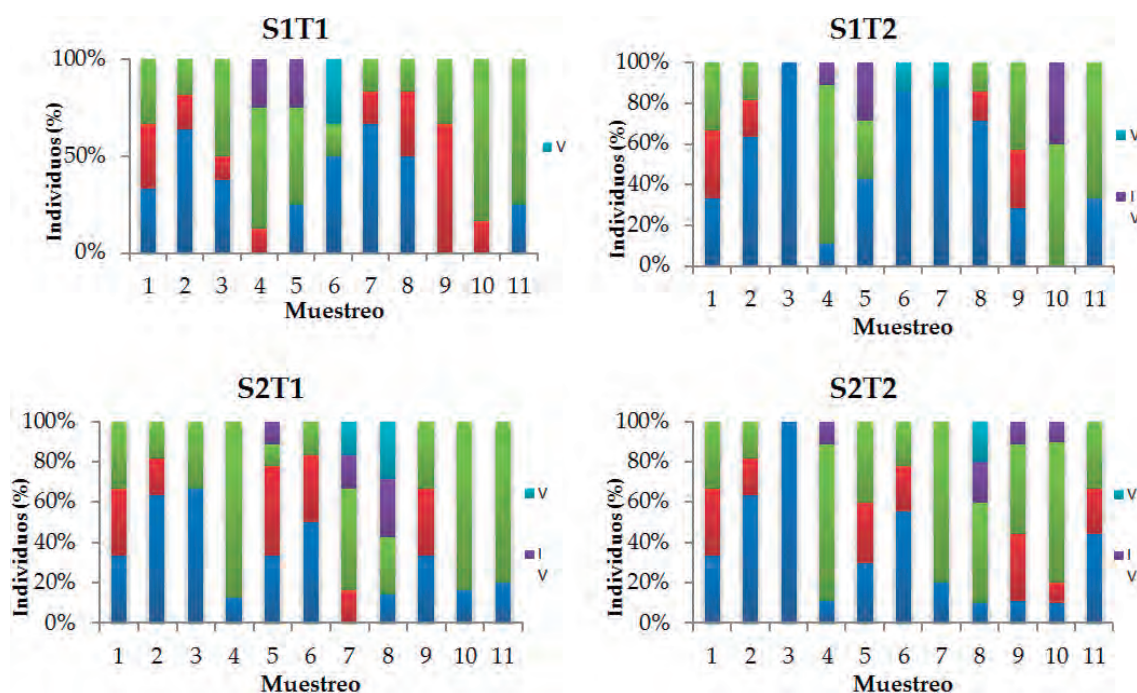 S1T1
Individuos (%)
100%
50%
0%
1 2 3 4 5 6 7 8 9 10 11
Muestreo
V
S1T2
Individuos (%)
100%
80%
60%
40%
20%
0%
1 2 3 4 5 6 7 8 9 10 11
Muestreo
V
I
V
S2T1
Individuos (%)
100%
80%
60%
40%
20%
0%
1 2 3 4 5 6 7 8 9 10 11
Muestreo
V
I
V
S2T2
Individuos (%)
100%
80%
60%
40%
20%
0%
1 2 3 4 5 6 7 8 9 10 11
Muestreo
V
I
V